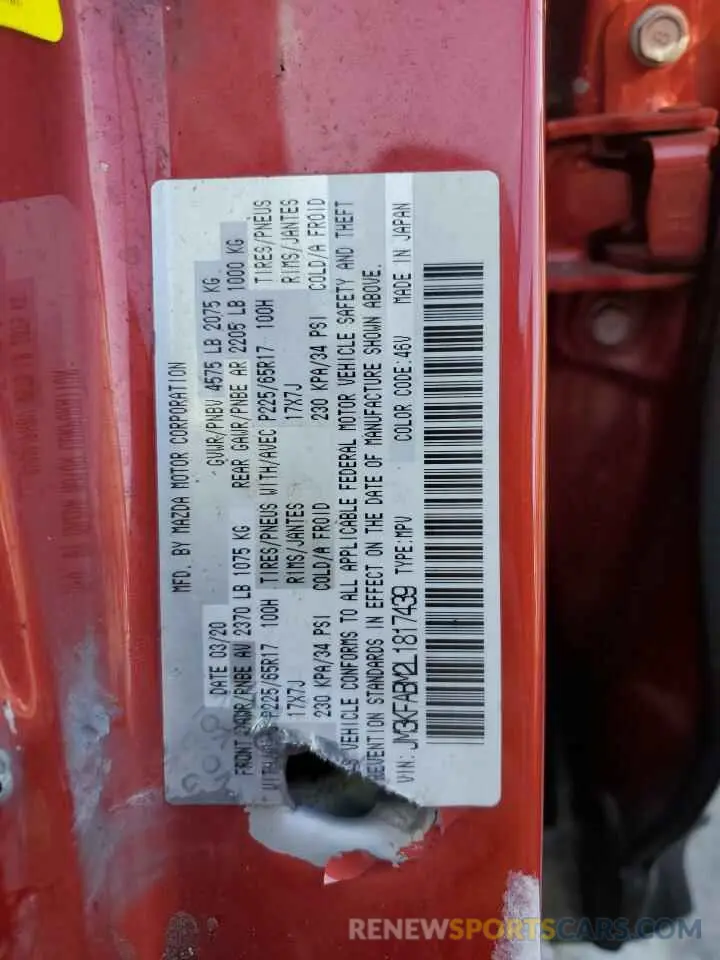 MFD. BY MAZDA MOTOR CORPORATION
DATE 03/20 GVWR/PNBV 4575 LB 2075 KG
FRONT GAWR/PNBE AV 2370 LB 1075 KG REAR GAWR/PNBE AR 2205 LB 1000 KG
P225/65R17 100H TIRES/PNEUS WITH/AVEC P225/65R17 100H TIRES/PNEUS
17X7J RIMS/JANTES 17X7J RIMS/JANTES
230 KPA/34 PSI COLD/A FROID 230 KPA/34 PSI COLD/A FROID
VEHICLE CONFORMS TO ALL APPLICABLE FEDERAL MOTOR VEHICLE SAFETY AND THEFT
REVENTION STANDARDS IN EFFECT ON THE DATE OF MANUFACTURE SHOWN ABOVE.
VIN: JM3KFABM2L1817439 TYPE:MPV COLOR CODE:46V MADE IN JAPAN
RENEWSPORTSCARS.COM